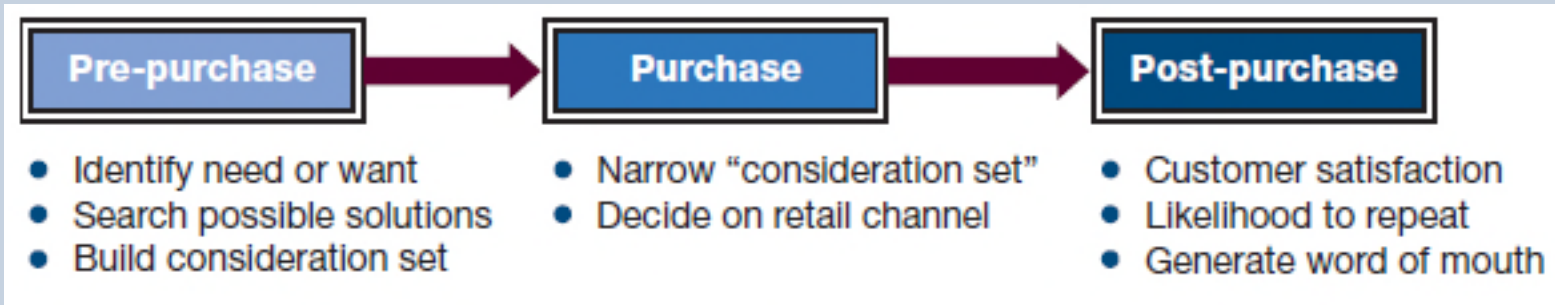 Pre-purchase
Purchase
Post-purchase
• Identify need or want
• Search possible solutions
• Build consideration set
• Narrow “consideration set”
• Decide on retail channel
• Customer satisfaction
• Likelihood to repeat
• Generate word of mouth